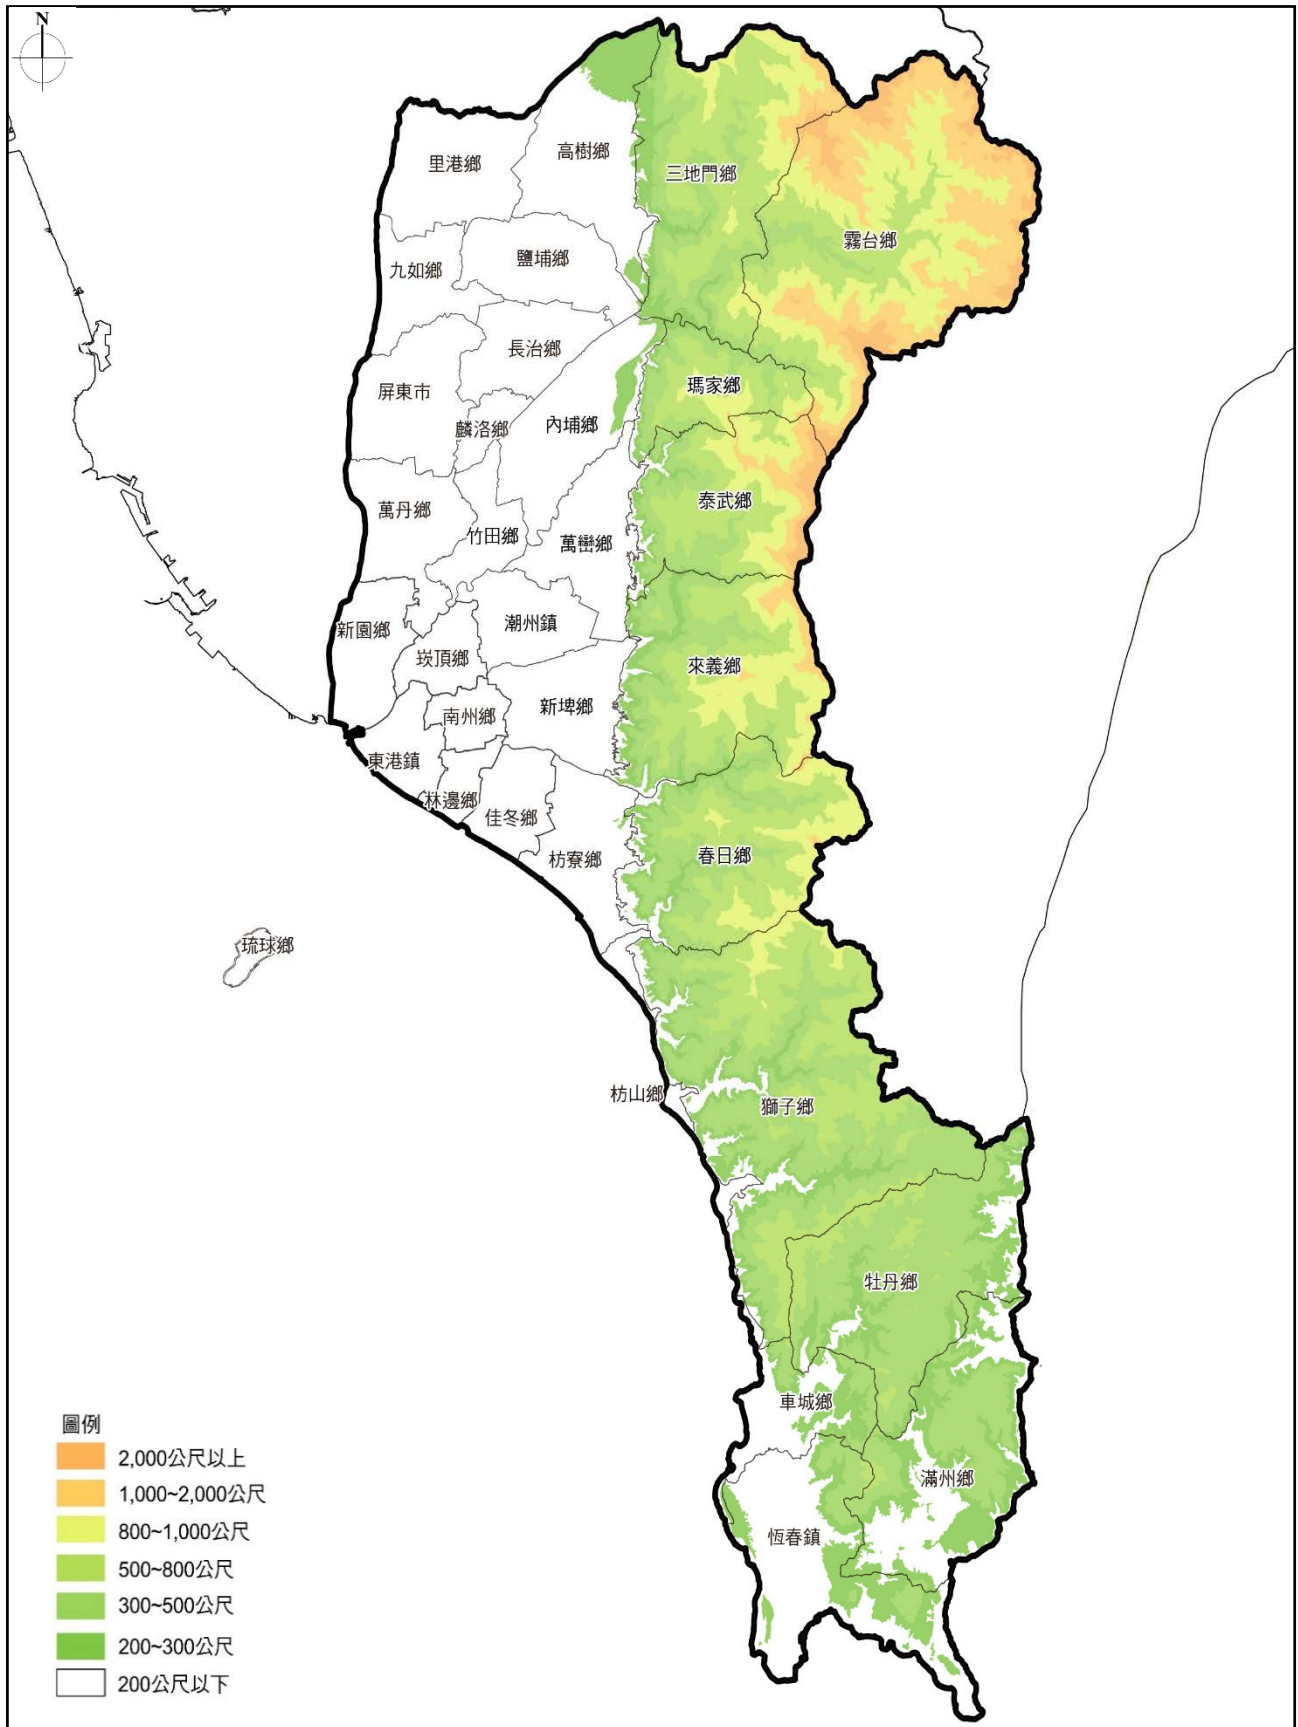 N
高樹鄉
里港鄉
三地門鄉
霧台鄉
鹽埔鄉
九如鄉
長治鄉
瑪家鄉
屏東市
內埔鄉
麟洛鄉
泰武鄉
萬丹鄉
竹田鄉
萬巒鄉
潮州鎮
新園鄉
崁頂鄉
來義鄉
新埤鄉
南州鄉
東港鎮
林邊鄉
佳冬鄉
春日鄉
枋寮鄉
琉球鄉
枋山鄉
獅子鄉
牡丹鄉
車城鄉
滿州鄉
恆春鎮
圖例
2,000公尺以上
1,000~2,000公尺
800~1,000公尺
500~800公尺
300~500公尺
200~300公尺
200公尺以下